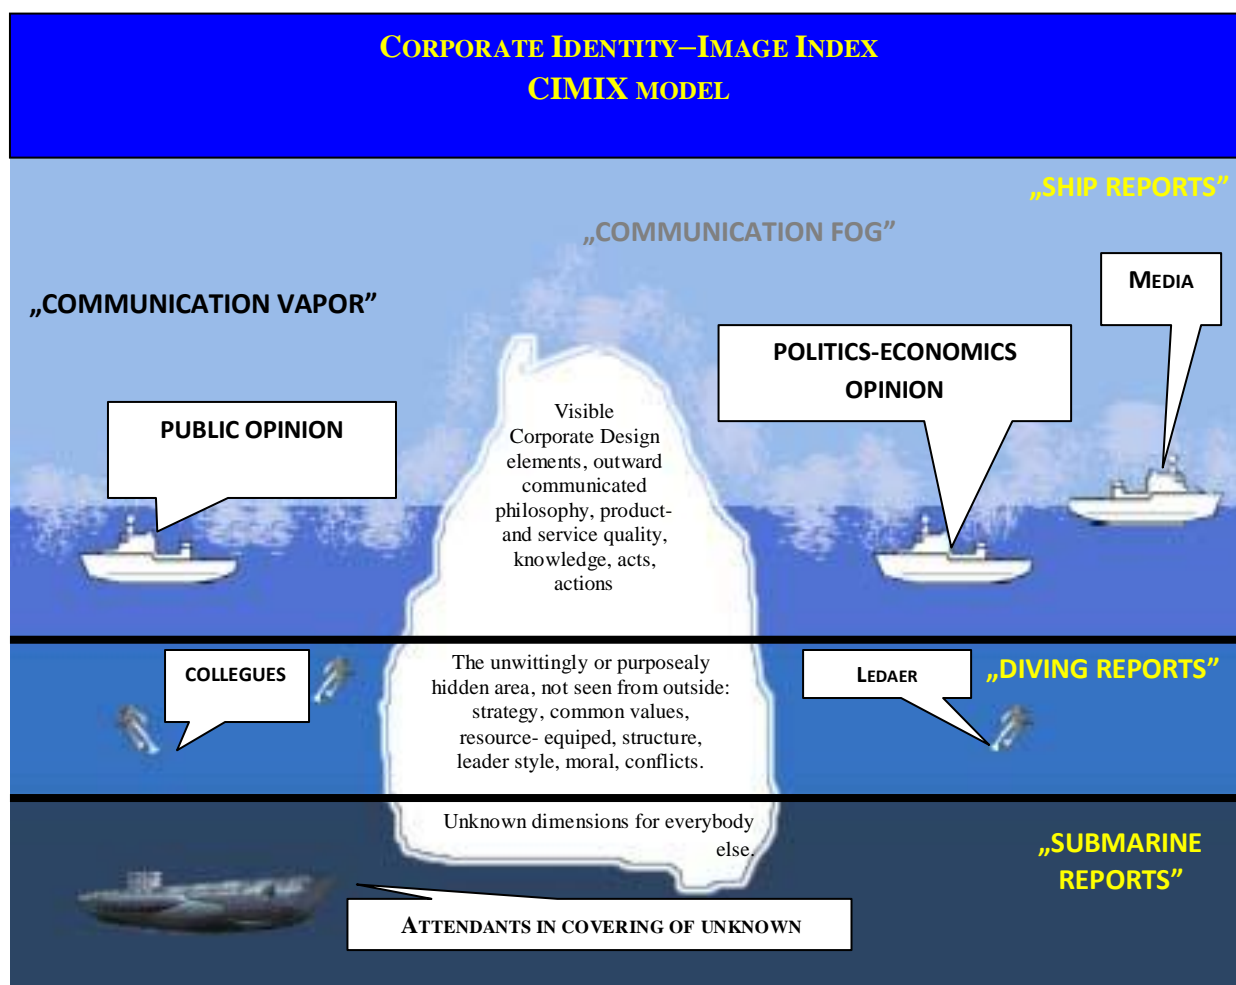 CORPORATE IDENTITY–IMAGE INDEX
CIMIX MODEL
„SHIP REPORTS”
„COMMUNICATION FOG”
MEDIA
„COMMUNICATION VAPOR”
POLITICS-ECONOMICS
OPINION
PUBLIC OPINION
Visible
Corporate Design
elements, outward
communicated
philosophy, product-
and service quality,
knowledge, acts,
actions
COLLEGUES
The unwittingly or purposealy
hidden area, not seen from outside:
strategy, common values,
resource- equiped, structure,
leader style, moral, conflicts.
LEDAER
„DIVING REPORTS”
Unknown dimensions for everybody
else.
„SUBMARINE
REPORTS”
ATTENDANTS IN COVERING OF UNKNOWN